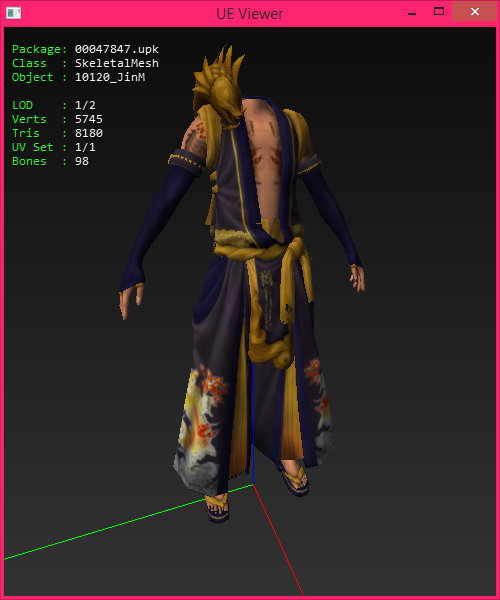 UE Viewer
Package: 00047847.upk
Class  : SkeletalMesh
Object : 10120_JinM
LOD    : 1/2
Verts  : 5745
Tris   : 8180
UV Set : 1/1
Bones  : 98